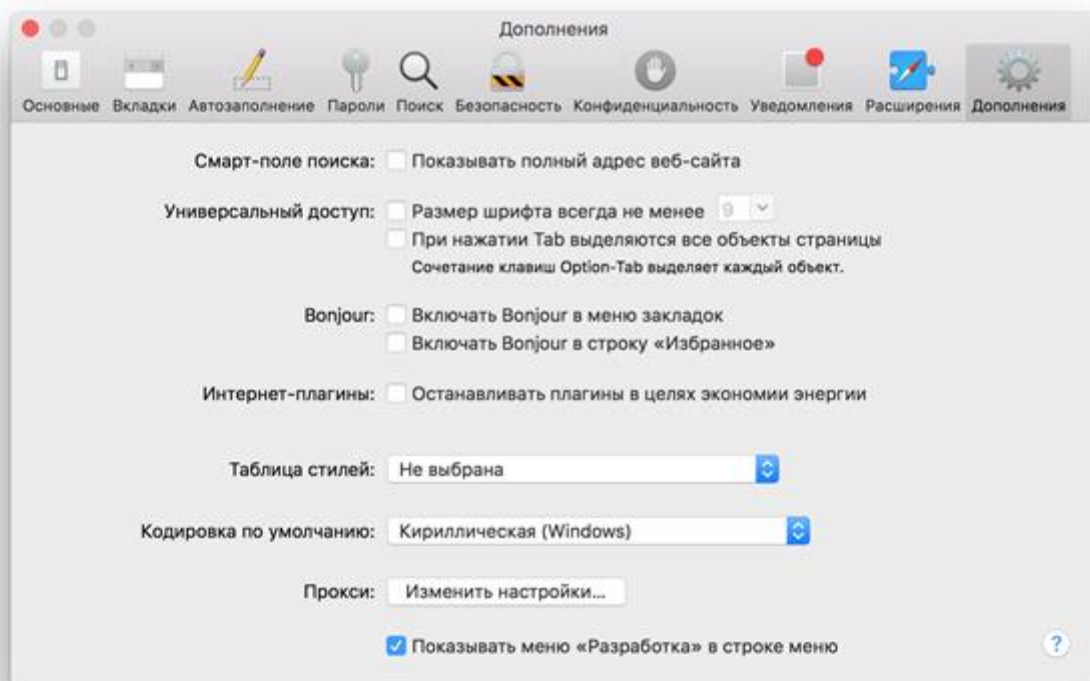 Дополнения
Основные Вкладки Автозаполнение Пароли Поиск Безопасность Конфиденциальность Уведомления Расширения Дополнения
Смарт-поле поиска: Показывать полный адрес веб-сайта
Универсальный доступ: Размер шрифта всегда не менее 9
При нажатии Tab выделяются все объекты страницы
Сочетание клавиш Option-Tab выделяет каждый объект.
Bonjour: Включать Bonjour в меню закладок
Включать Bonjour в строку «Избранное»
Интернет-плагины: Останавливать плагины в целях экономии энергии
Таблица стилей: Не выбрана
Кодировка по умолчанию: Кириллическая (Windows)
Прокси: Изменить настройки...
Показывать меню «Разработка» в строке меню ?